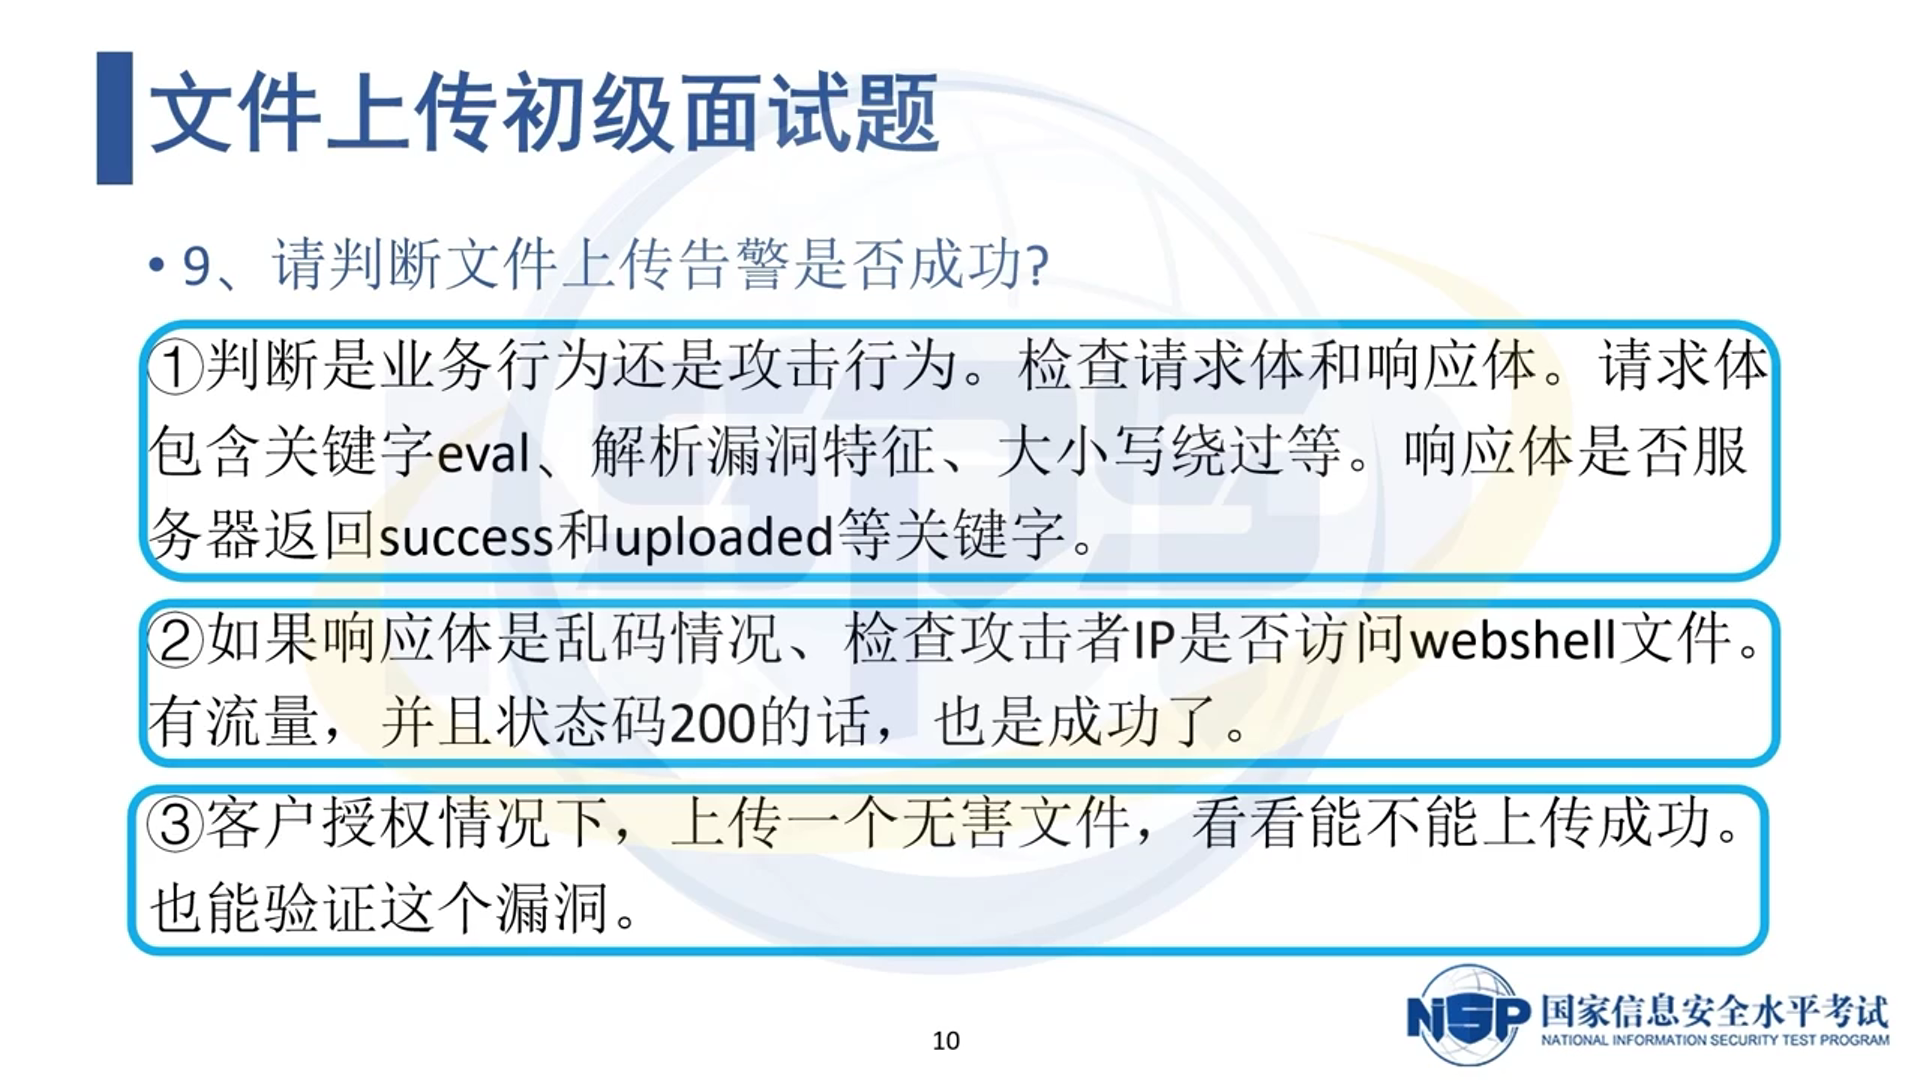 文件上传初级面试题
• 9、请判断文件上传告警是否成功?
①判断是业务行为还是攻击行为。检查请求体和响应体。请求体
包含关键字eval、解析漏洞特征、大小写绕过等。响应体是否服
务器返回success和uploaded等关键字。
②如果响应体是乱码情况、检查攻击者IP是否访问webshell文件。
有流量，并且状态码200的话，也是成功了。
③客户授权情况下，上传一个无害文件，看看能不能上传成功。
也能验证这个漏洞。
10
NSP
国家信息安全水平考试
NATIONAL INFORMATION SECURITY TEST PROGRAM